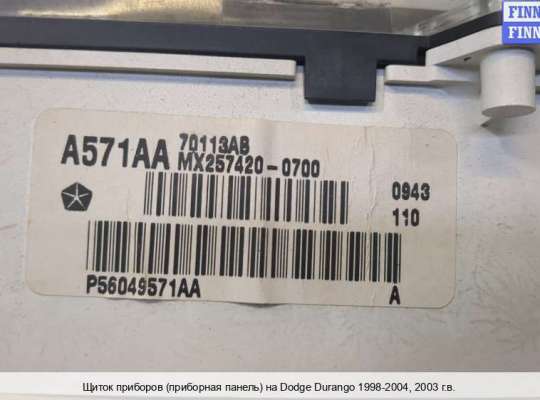 FINN
FINN
A571AA
70113AB
MX257420-0700
0943
110
P56049571AA
A
Щиток приборов (приборная панель) на Dodge Durango 1998-2004, 2003 г.в.